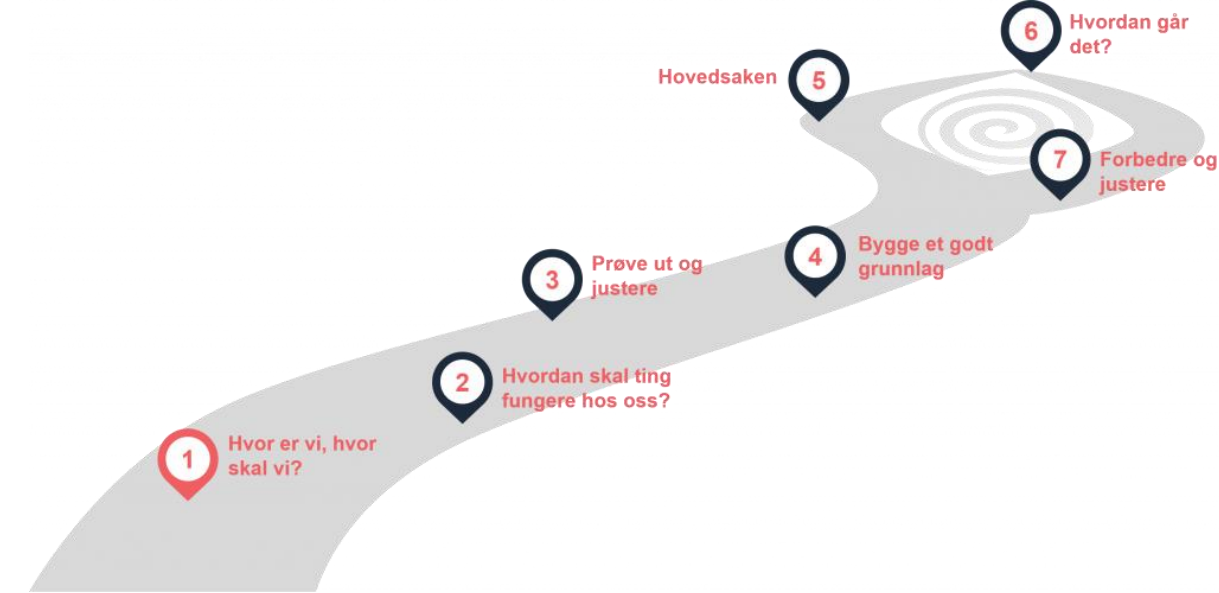 1
Hvor er vi, hvor
skal vi?
2
Hvordan skal ting
fungere hos oss?
3
Prøve ut og
justere
4
Bygge et godt
grunnlag
5
Hovedsaken
6
Hvordan går
det?
7
Forbedre og
justere